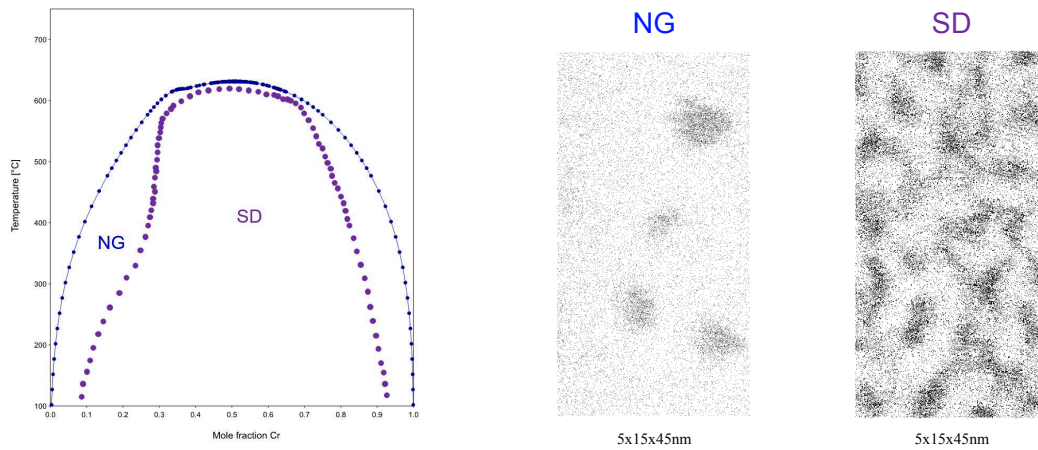 700
600
500
400
300
200
100
Temperature [°C]
NG
SD
0.0 0.1 0.2 0.3 0.4 0.5 0.6 0.7 0.8 0.9 1.0
Mole fraction Cr
NG
5x15x45nm
SD
5x15x45nm